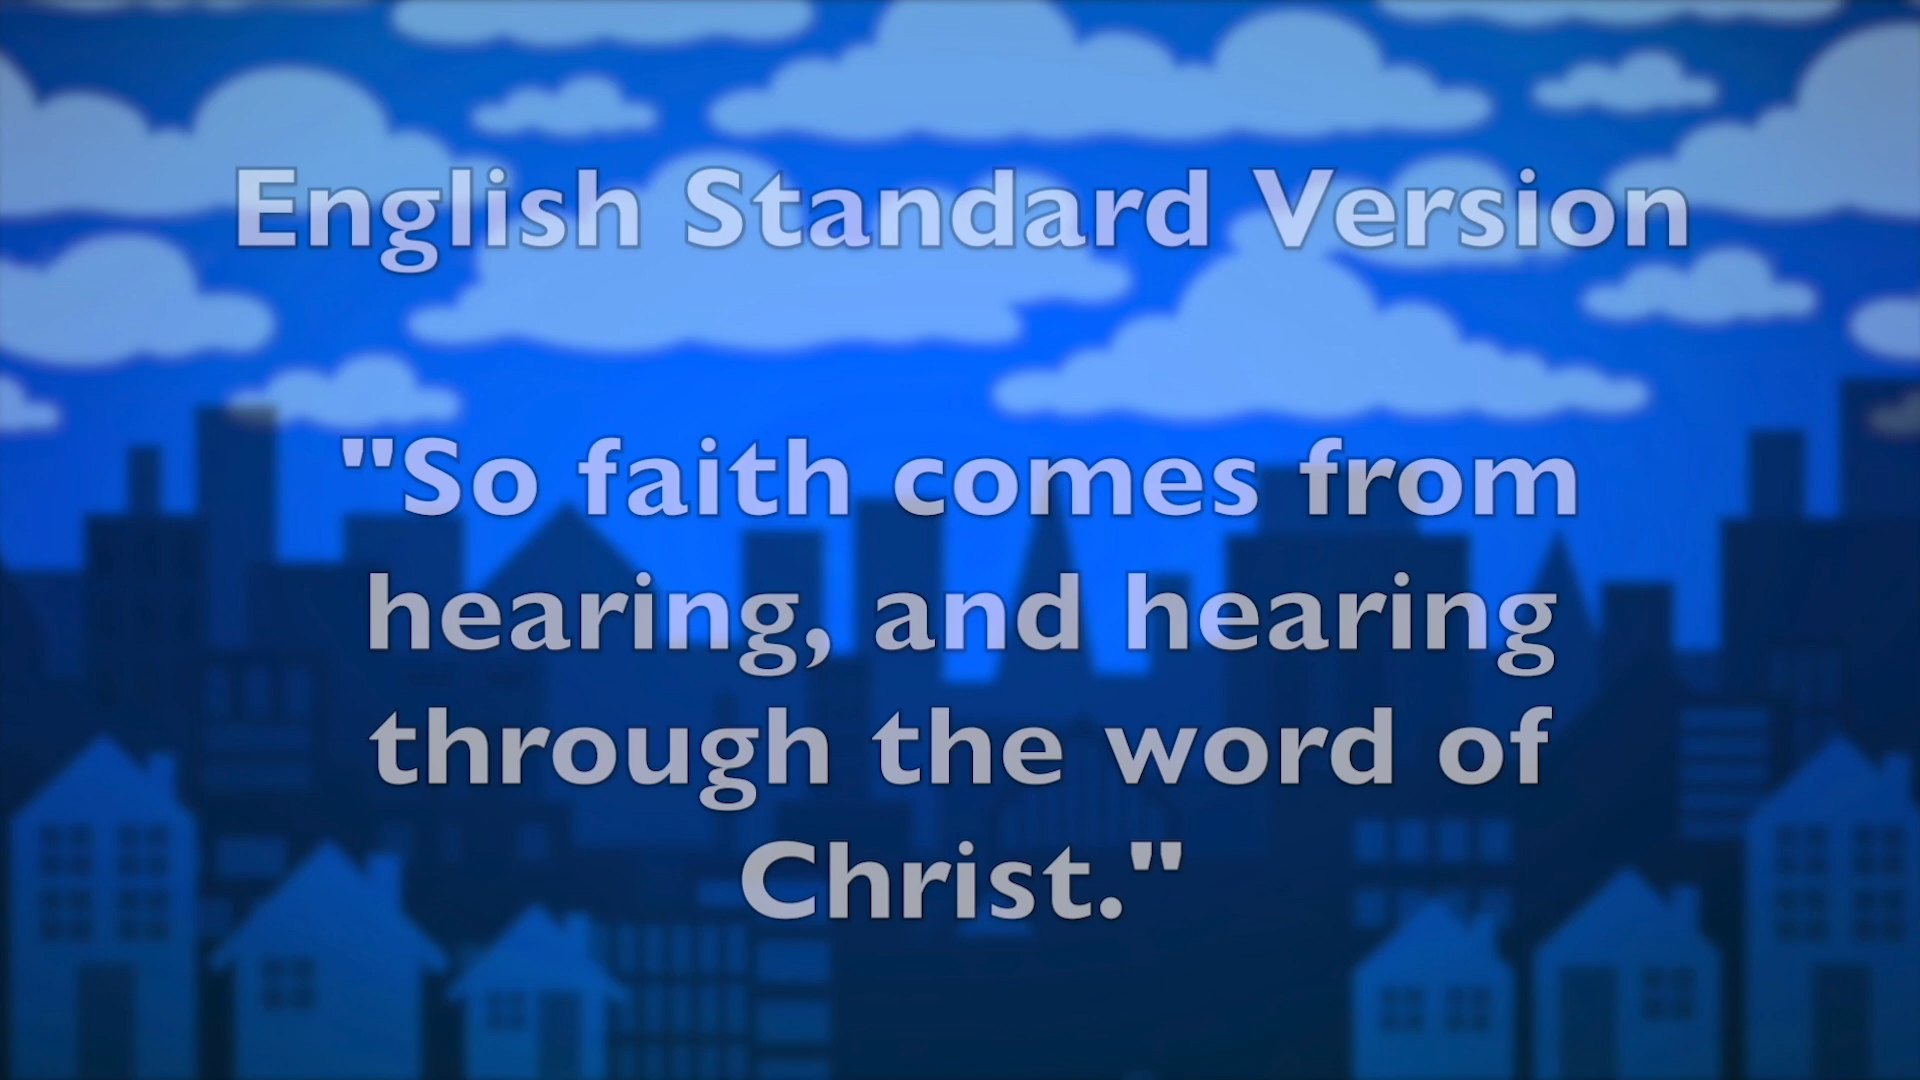 English Standard Version
"So faith comes from
hearing, and hearing
through the word of
Christ."